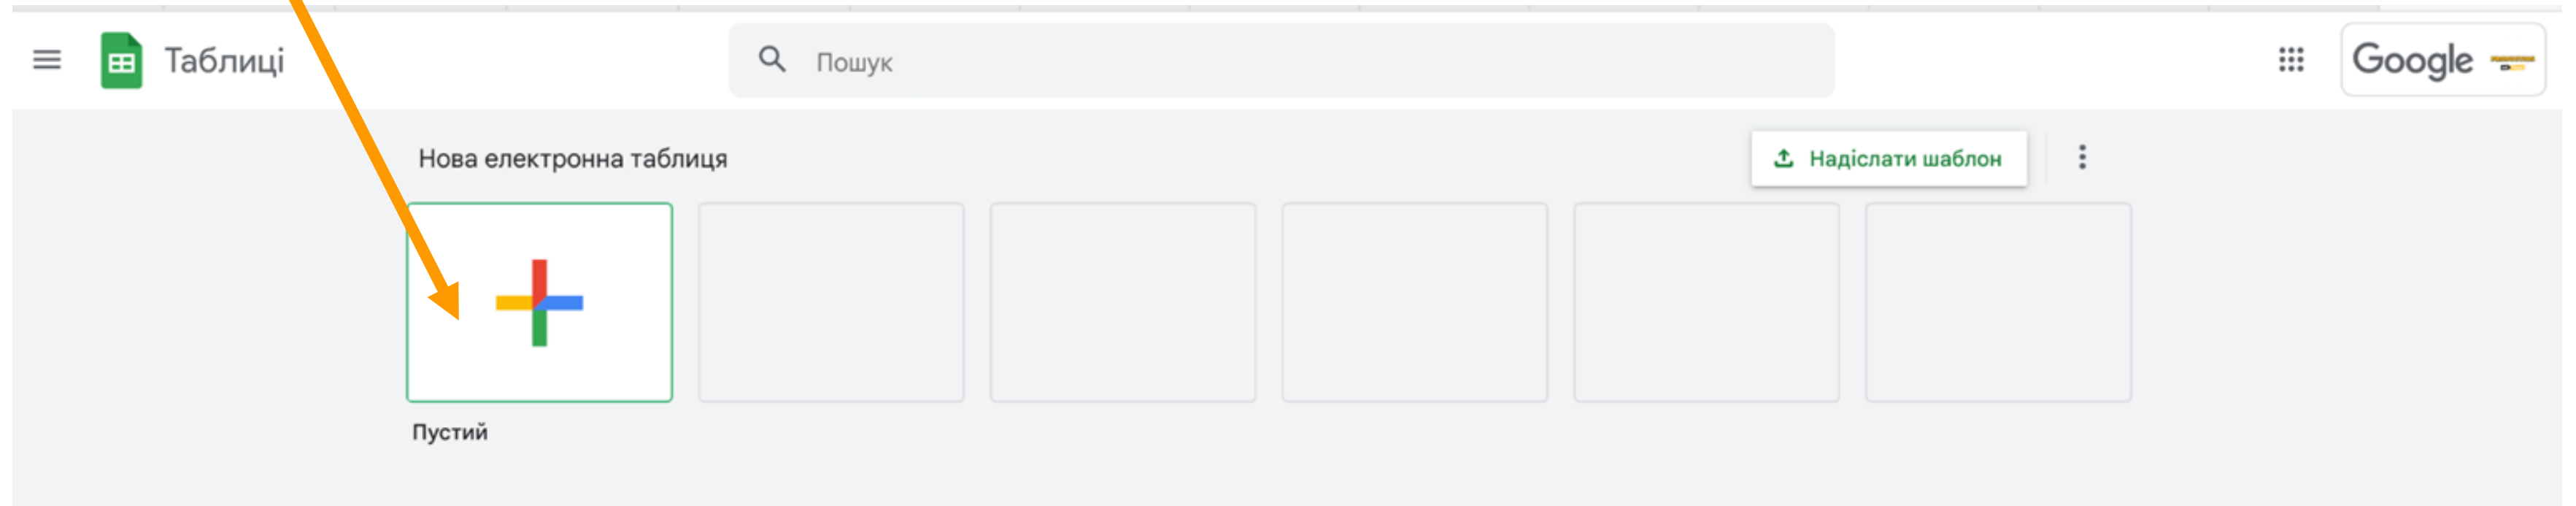 Таблиці
Пошук
Google
Нова електронна таблиця
Надіслати шаблон
Пустий